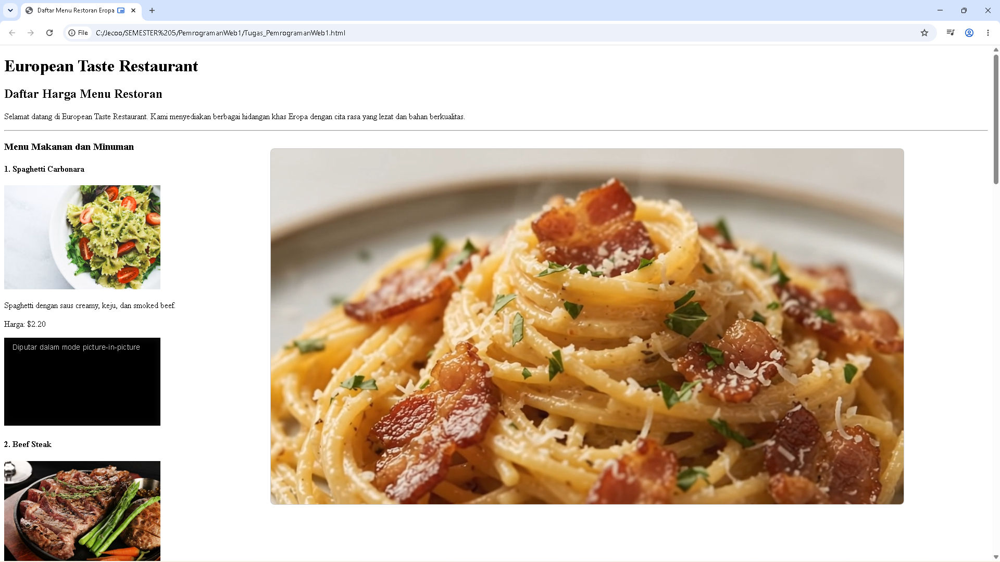 Daftar Menu Restoran Eropa
File
C:/Jecoo/SEMESTER%205/PemrogramanWeb1/Tugas_PemrogramanWeb1.html
European Taste Restaurant
Daftar Harga Menu Restoran
Selamat datang di European Taste Restaurant. Kami menyediakan berbagai hidangan khas Eropa dengan cita rasa yang lezat dan bahan berkualitas.
Menu Makanan dan Minuman
1. Spaghetti Carbonara
Spaghetti dengan saus creamy, keju, dan smoked beef.
Harga: $2.20
Diputar dalam mode picture-in-picture
2. Beef Steak